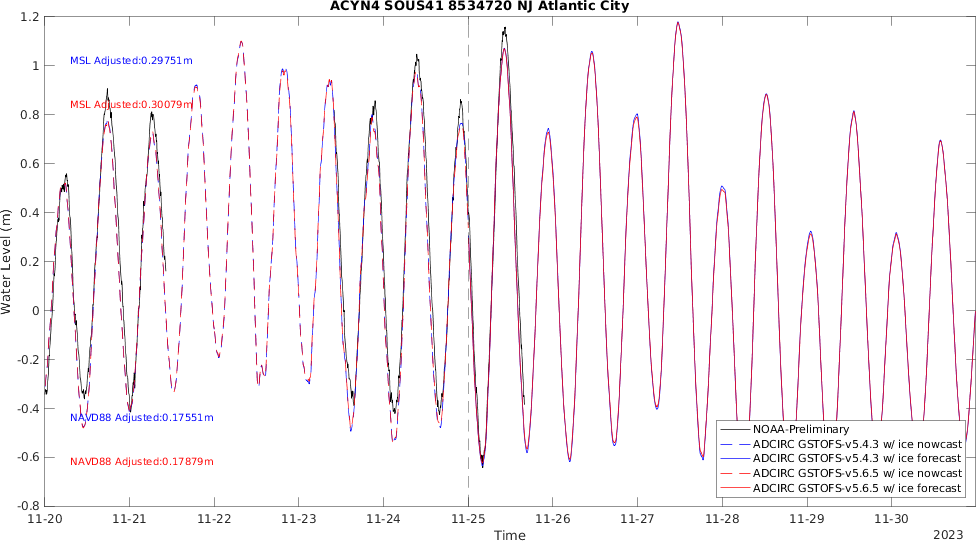 ACYN4 SOUS41 8534720 NJ Atlantic City
1.2
1
0.8
0.6
0.4
0.2
0
-0.2
-0.4
-0.6
-0.8
Water Level (m)
MSL Adjusted:0.29751m
MSL Adjusted:0.30079m
NAVD88 Adjusted:0.17551m
NAVD88 Adjusted:0.17879m
NOAA-Preliminary
ADCIRC GSTOFS-v5.4.3 w/ ice nowcast
ADCIRC GSTOFS-v5.4.3 w/ ice forecast
ADCIRC GSTOFS-v5.6.5 w/ ice nowcast
ADCIRC GSTOFS-v5.6.5 w/ ice forecast
11-20 11-21 11-22 11-23 11-24 11-25 11-26 11-27 11-28 11-29 11-30
Time
2023